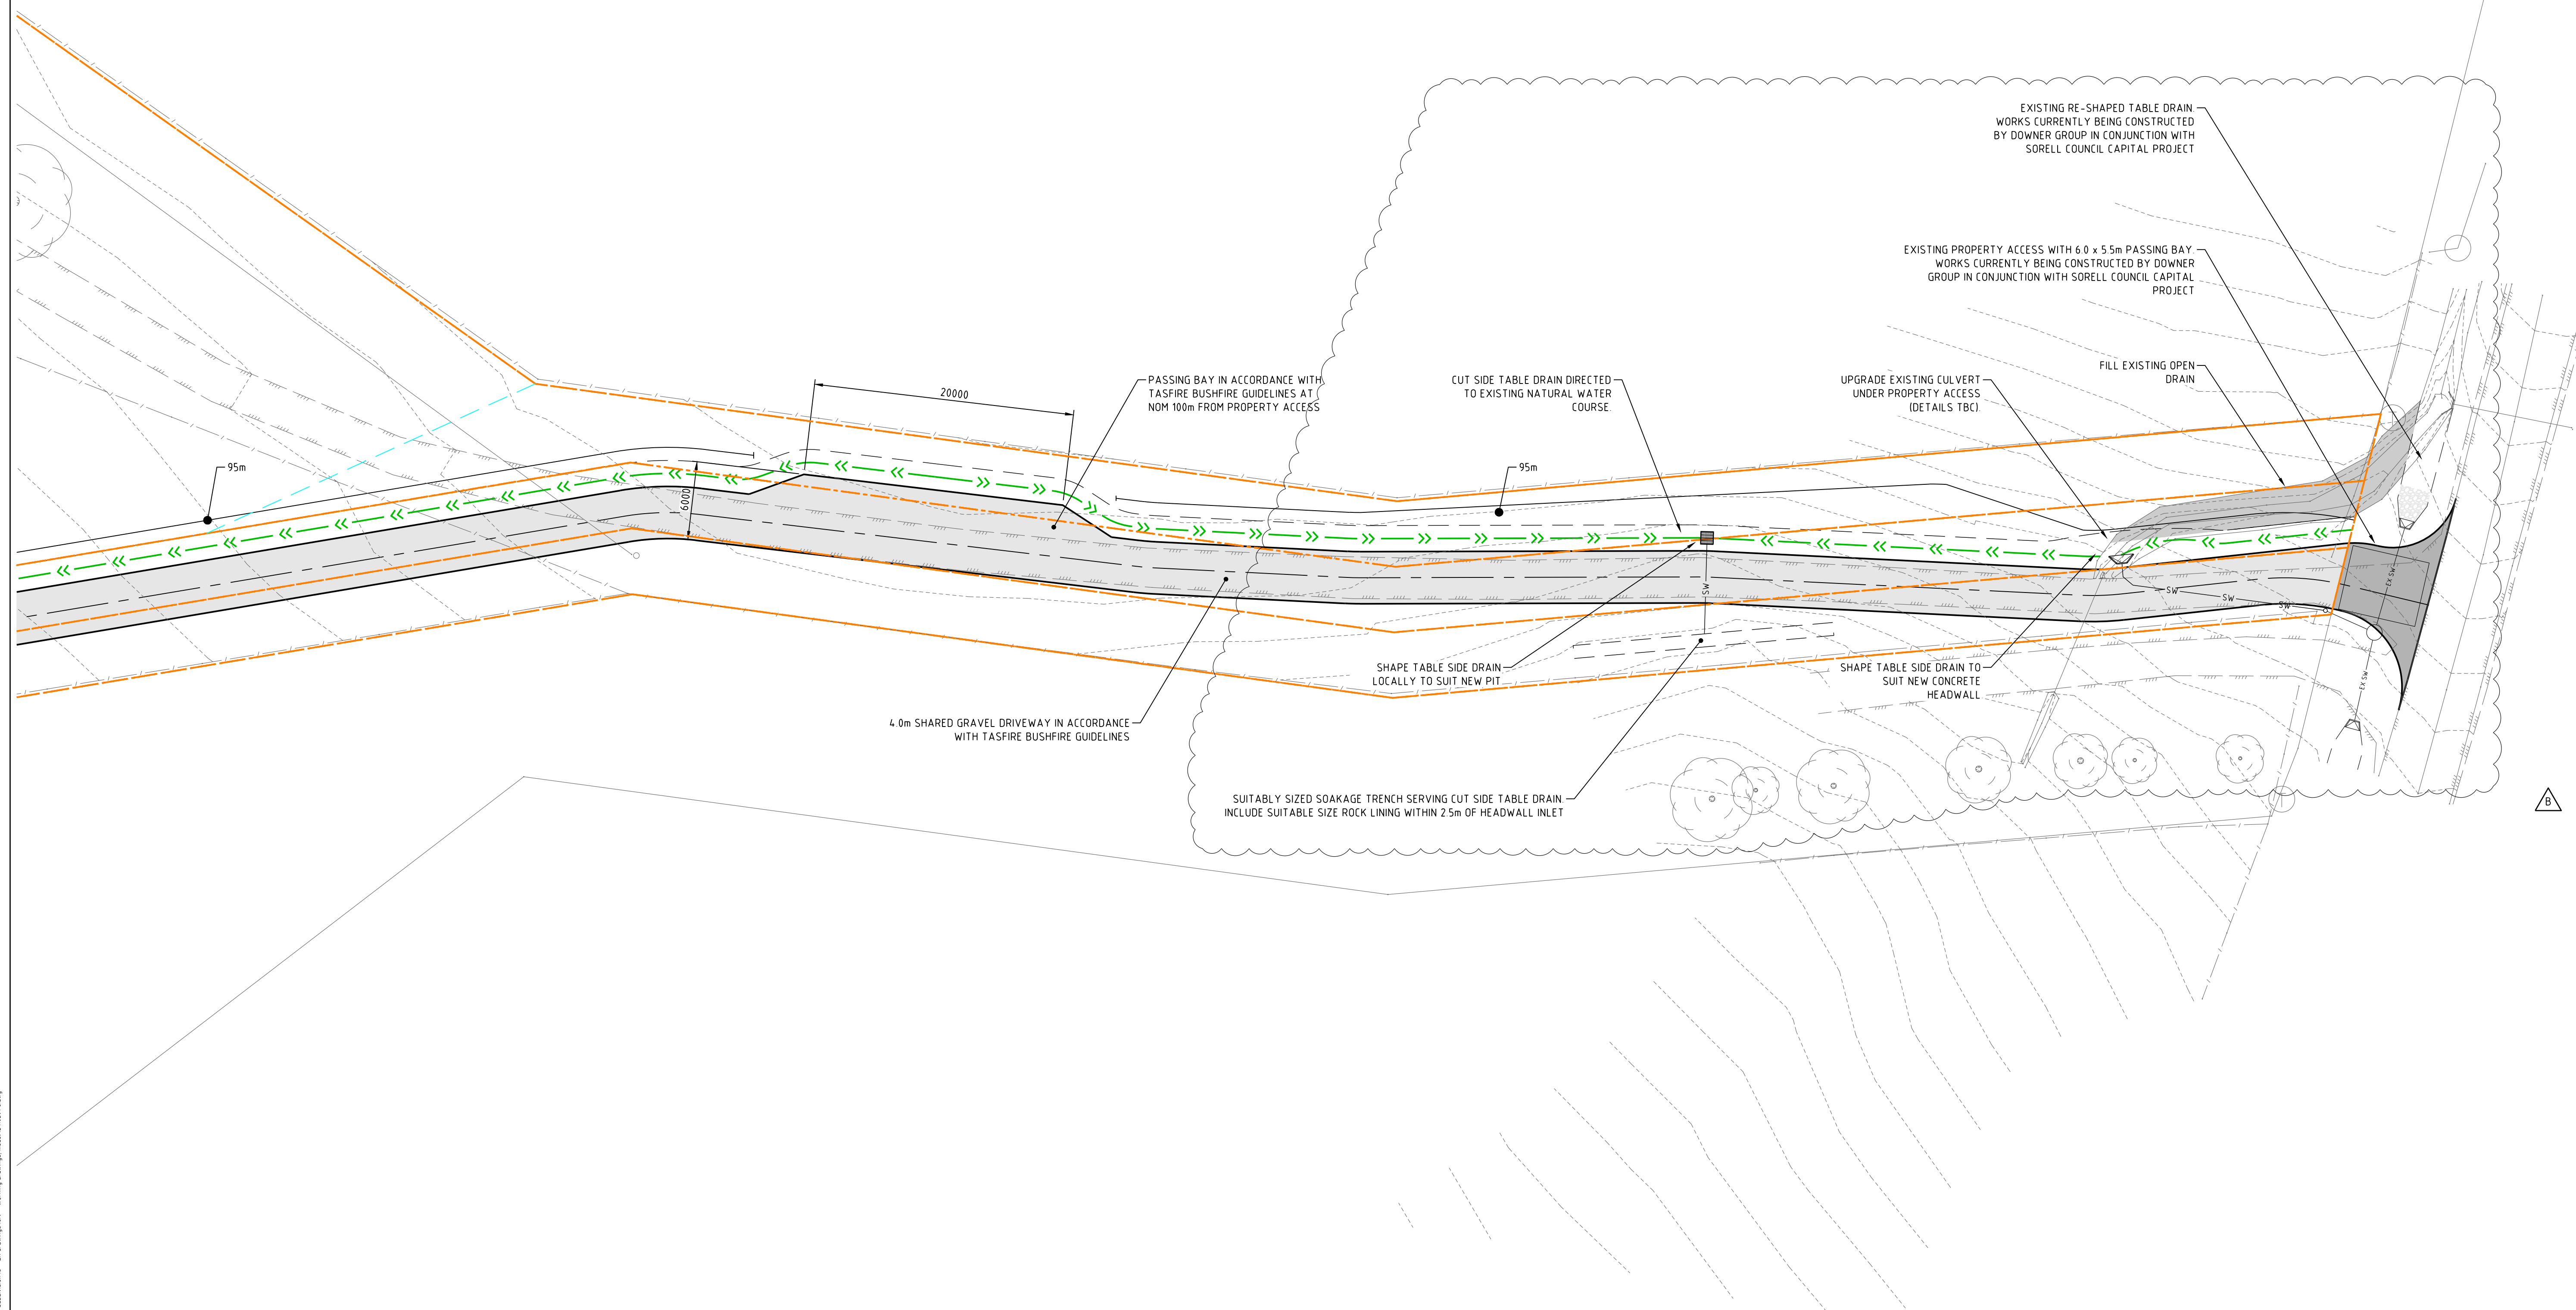 EXISTING RE-SHAPED TABLE DRAIN.
WORKS CURRENTLY BEING CONSTRUCTED
BY DOWNER GROUP IN CONJUNCTION WITH
SORELL COUNCIL CAPITAL PROJECT
EXISTING PROPERTY ACCESS WITH 6.0 x 5.5m PASSING BAY.
WORKS CURRENTLY BEING CONSTRUCTED BY DOWNER
GROUP IN CONJUNCTION WITH SORELL COUNCIL CAPITAL
PROJECT
FILL EXISTING OPEN
DRAIN
UPGRADE EXISTING CULVERT
UNDER PROPERTY ACCESS
(DETAILS TBC).
CUT SIDE TABLE DRAIN DIRECTED
TO EXISTING NATURAL WATER
COURSE.
PASSING BAY IN ACCORDANCE WITH
TASFIRE BUSHFIRE GUIDELINES AT
NOM 100m FROM PROPERTY ACCESS
20000
95m
95m
6000
SW
SW
SW
SW
EX SW
EX SW
SHAPE TABLE SIDE DRAIN
LOCALLY TO SUIT NEW PIT
SHAPE TABLE SIDE DRAIN TO
SUIT NEW CONCRETE
HEADWALL
4.0m SHARED GRAVEL DRIVEWAY IN ACCORDANCE
WITH TASFIRE BUSHFIRE GUIDELINES
SUITABLY SIZED SOAKAGE TRENCH SERVING CUT SIDE TABLE DRAIN.
INCLUDE SUITABLE SIZE ROCK LINING WITHIN 2.5m OF HEADWALL INLET
B